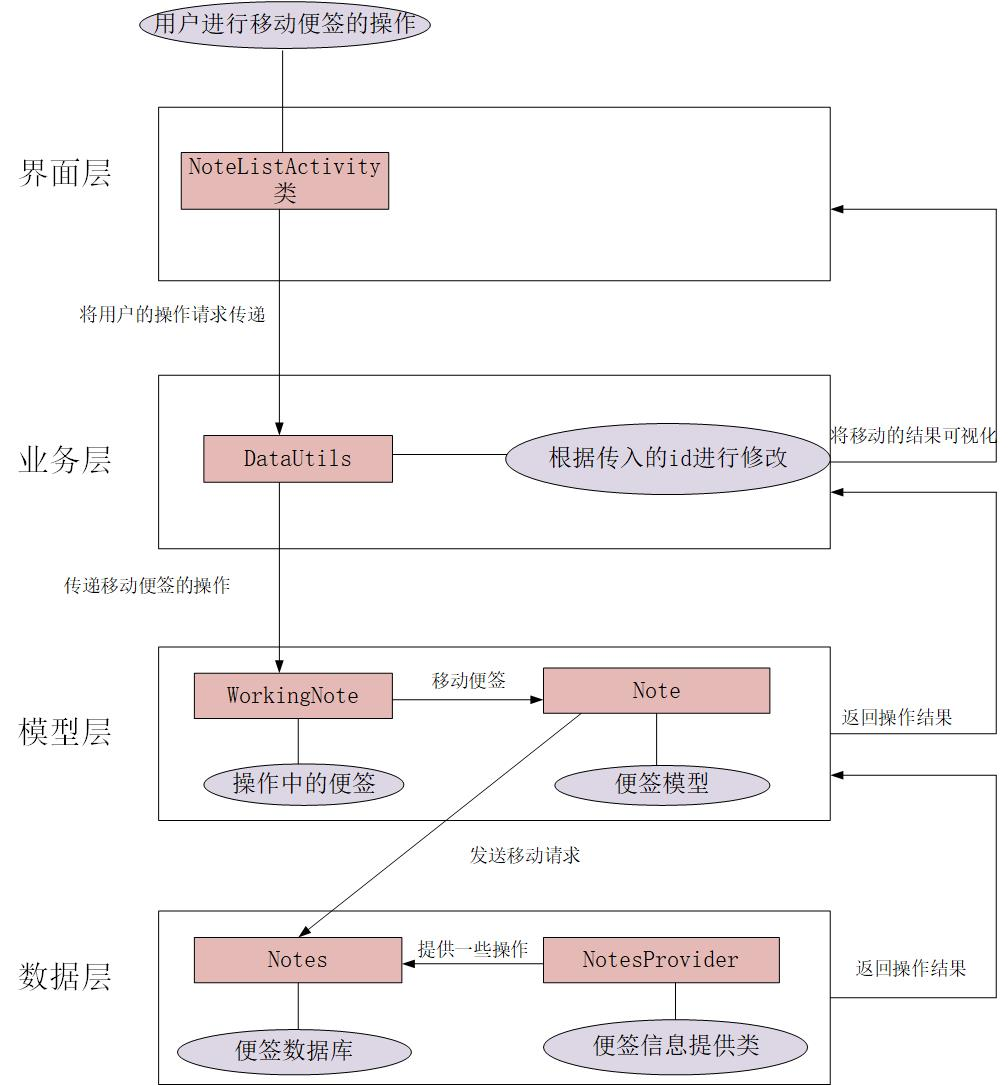 用户进行移动便签的操作
界面层
NoteListActivity
类
将用户的操作请求传递
业务层
DataUtils
根据传入的id进行修改
将移动的结果可视化
传递移动便签的操作
模型层
WorkingNote
移动便签
Note
返回操作结果
操作中的便签
便签模型
发送移动请求
数据层
Notes
提供一些操作
NotesProvider
返回操作结果
便签数据库
便签信息提供类